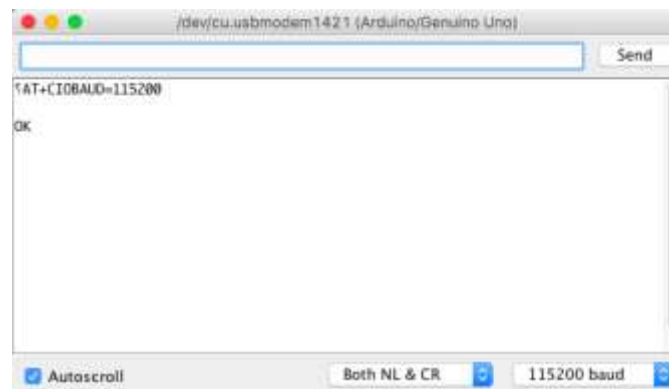 /dev/cu.usbmodem1421 (Arduino/Genuino Uno)
Send
AT+CIOBAUD=115200
OK
Autoscroll
Both NL & CR
115200 baud